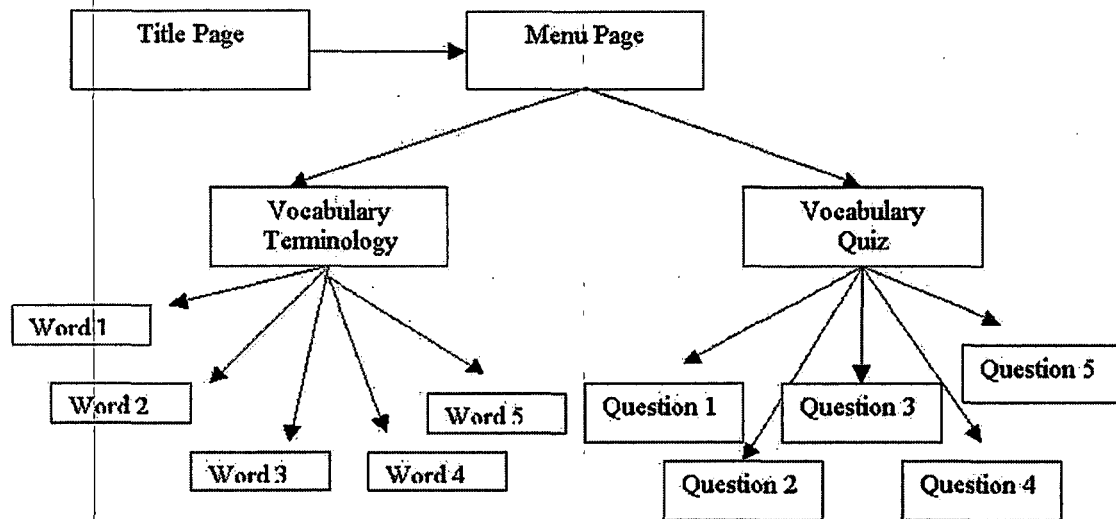 Title Page
Menu Page
Vocabulary
Terminology
Vocabulary
Quiz
Word 1
Word 2
Word 3
Word 4
Word 5
Question 1
Question 2
Question 3
Question 4
Question 5